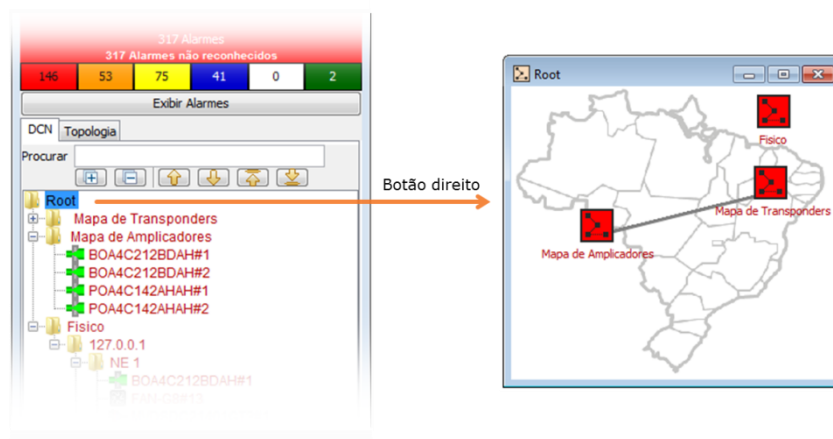 317 Alarmes
317 Alarmes não reconhecidos
146 53 75 41 0 2
Exibir Alarmes
DCN Topologia
Procurar
Root
Mapa de Transponders
Mapa de Amplicadores
BOA4C212BDAH#1
BOA4C212BDAH#2
POA4C142AHAH#1
POA4C142AHAH#2
Fisico
127.0.0.1
NE 1
BOA4C212BDAH#1
Botão direito
Root
Fisico
Mapa de Transponders
Mapa de Amplicadores